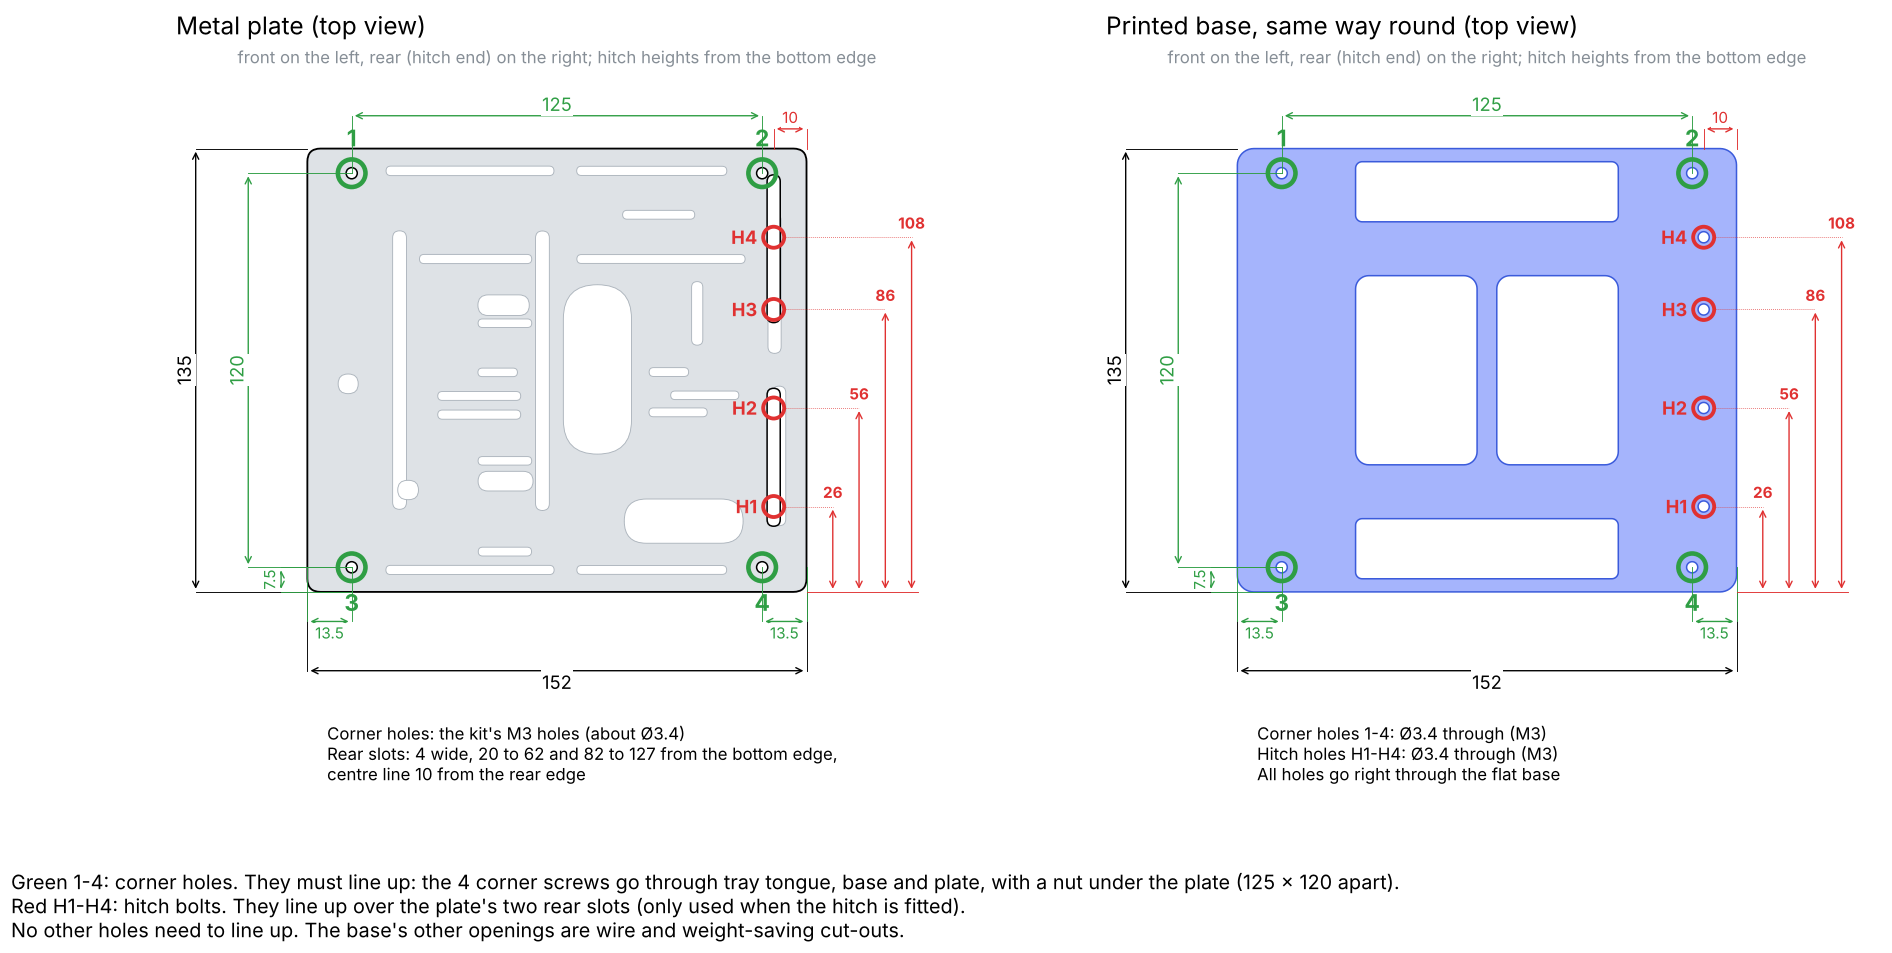 Metal plate (top view)
front on the left, rear (hitch end) on the right; hitch heights from the bottom edge
125
10
1
2
108
H4
86
H3
135
120
56
H2
26
H1
7.5
3
4
13.5
13.5
152
Corner holes: the kit's M3 holes (about Ø3.4)
Rear slots: 4 wide, 20 to 62 and 82 to 127 from the bottom edge,
centre line 10 from the rear edge
Printed base, same way round (top view)
front on the left, rear (hitch end) on the right; hitch heights from the bottom edge
125
10
1
2
108
H4
86
H3
135
120
56
H2
26
H1
7.5
3
4
13.5
13.5
152
Corner holes 1-4: Ø3.4 through (M3)
Hitch holes H1-H4: Ø3.4 through (M3)
All holes go right through the flat base
Green 1-4: corner holes. They must line up: the 4 corner screws go through tray tongue, base and plate, with a nut under the plate (125 × 120 apart).
Red H1-H4: hitch bolts. They line up over the plate's two rear slots (only used when the hitch is fitted).
No other holes need to line up. The base's other openings are wire and weight-saving cut-outs.